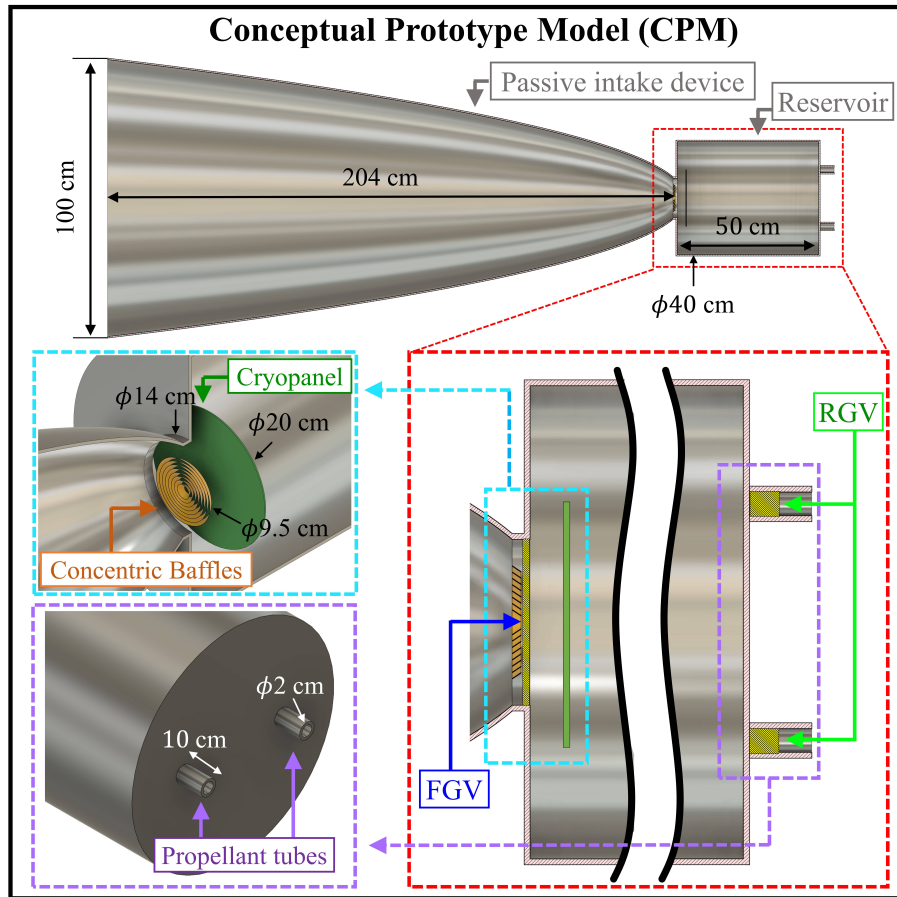 Conceptual Prototype Model (CPM)
Passive intake device
Reservoir
100 cm
204 cm
50 cm
ϕ40 cm
Cryopanel
ϕ14 cm
ϕ20 cm
ϕ9.5 cm
Concentric Baffles
RGV
FGV
ϕ2 cm
10 cm
Propellant tubes